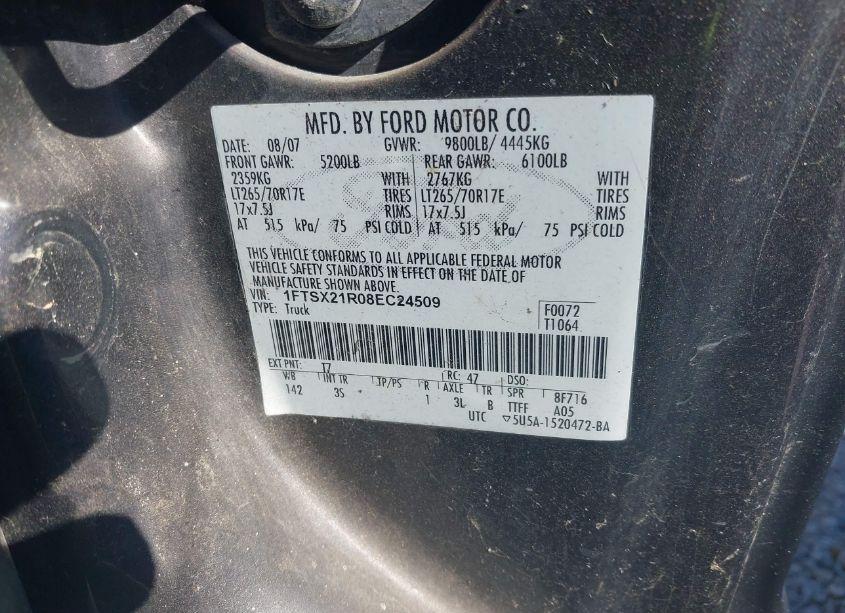 MFD. BY FORD MOTOR CO.
DATE: 08/07 GVWR: 9800LB/ 4445KG
FRONT GAWR: 5200LB REAR GAWR: 6100LB
2359KG WITH 2767KG WITH
LT265/70R17E TIRES LT265/70R17E TIRES
17x7.5J RIMS 17x7.5J RIMS
AT 515 kPa/ 75 PSI COLD AT 515 kPa/ 75 PSI COLD
THIS VEHICLE CONFORMS TO ALL APPLICABLE FEDERAL MOTOR
VEHICLE SAFETY STANDARDS IN EFFECT ON THE DATE OF
MANUFACTURE SHOWN ABOVE.
VIN: 1FTSX21R08EC24509 F0072
TYPE: Truck T1064
EXT PNT: T7 RC: 47 DSO:
WB INT TR TP/PS R AXLE TR SPR 8F716
142 3S 1 3L B TTFF A05
UTC ▽5U5A-1520472-BA